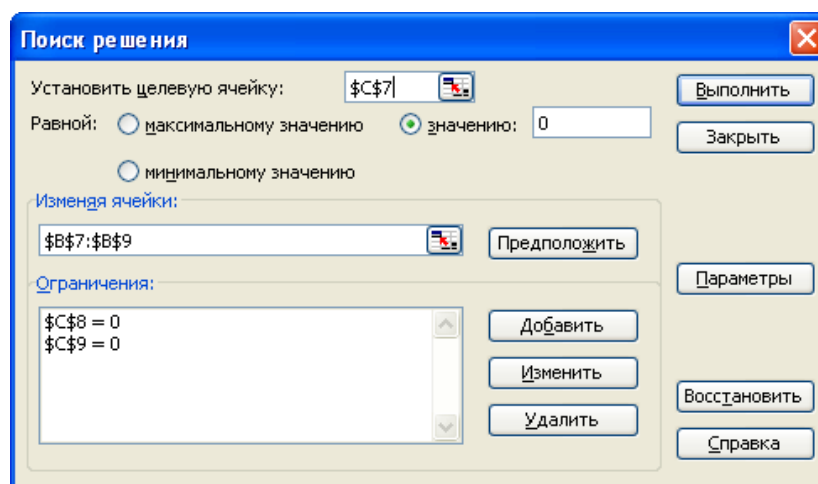 Поиск решения
Установить целевую ячейку: $C$7
Выполнить
Равной: максимальному значению значению: 0
Закрыть
минимальному значению
Изменяя ячейки:
$B$7:$B$9
Предположить
Параметры
Ограничения:
$C$8 = 0
$C$9 = 0
Добавить
Изменить
Удалить
Восстановить
Справка